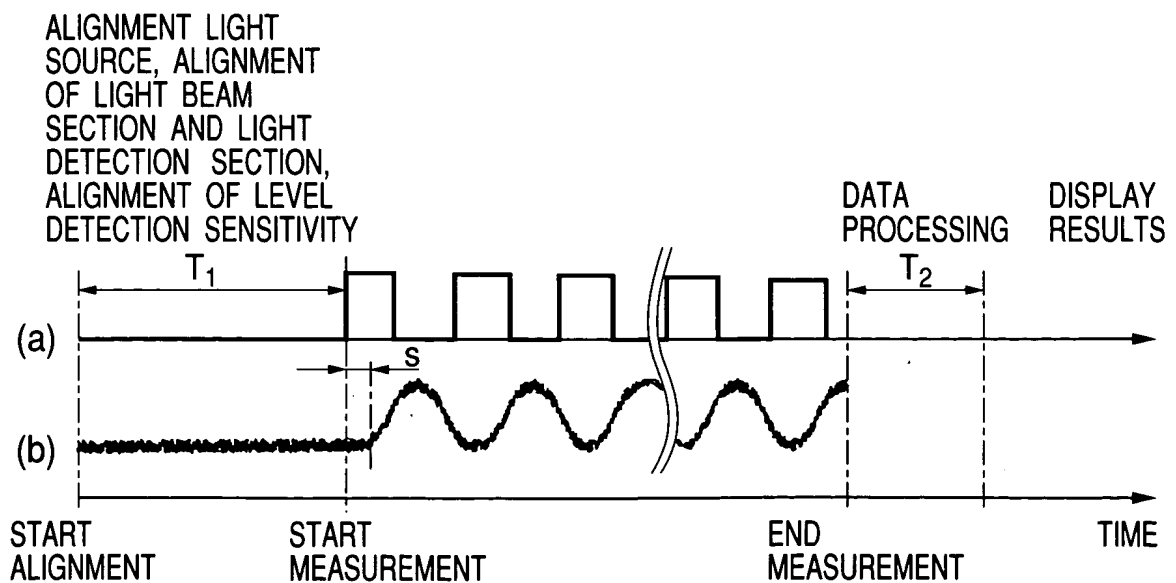 ALIGNMENT LIGHT
SOURCE, ALIGNMENT
OF LIGHT BEAM
SECTION AND LIGHT
DETECTION SECTION,
ALIGNMENT OF LEVEL
DETECTION SENSITIVITY
DATA
PROCESSING
DISPLAY
RESULTS
T1
T2
(a)
s
(b)
START
ALIGNMENT
START
MEASUREMENT
END
MEASUREMENT
TIME